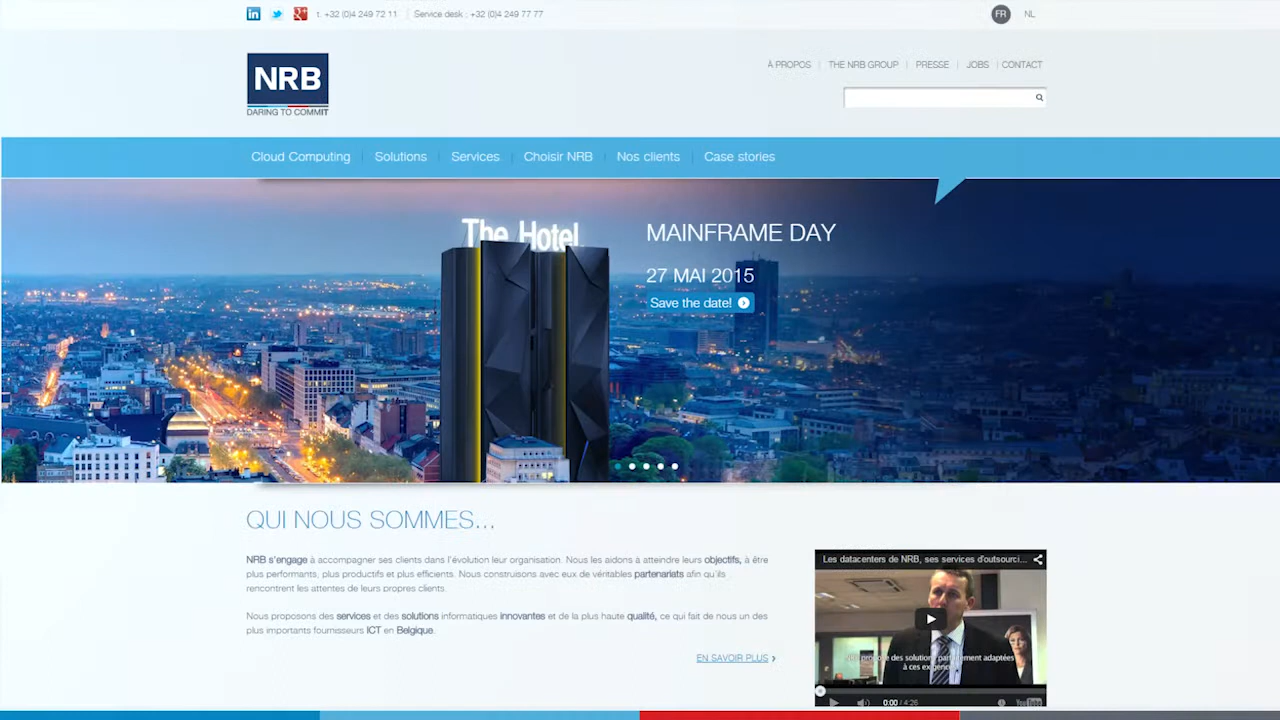 t. +32 (0)4 249 72 11 Service desk : +32 (0)4 249 77 77 FR NL
NRB
DARING TO COMMIT
À PROPOS THE NRB GROUP PRESSE JOBS CONTACT
Cloud Computing Solutions Services Choisir NRB Nos clients Case stories
The Hotel
MAINFRAME DAY
27 MAI 2015
Save the date!
QUI NOUS SOMMES...
NRB s'engage à accompagner ses clients dans l'évolution leur organisation. Nous les aidons à atteindre leurs objectifs, à être
plus performants, plus productifs et plus efficients. Nous construisons avec eux de véritables partenariats afin qu'ils
rencontrent les attentes de leurs propres clients.
Nous proposons des services et des solutions informatiques innovantes et de la plus haute qualité, ce qui fait de nous un des
plus importants fournisseurs ICT en Belgique.
EN SAVOIR PLUS
Les datacenters de NRB, ses services d'outsourci...
des solutions parfaitement adaptées
à ces
0:00 / 4:26
YouTube